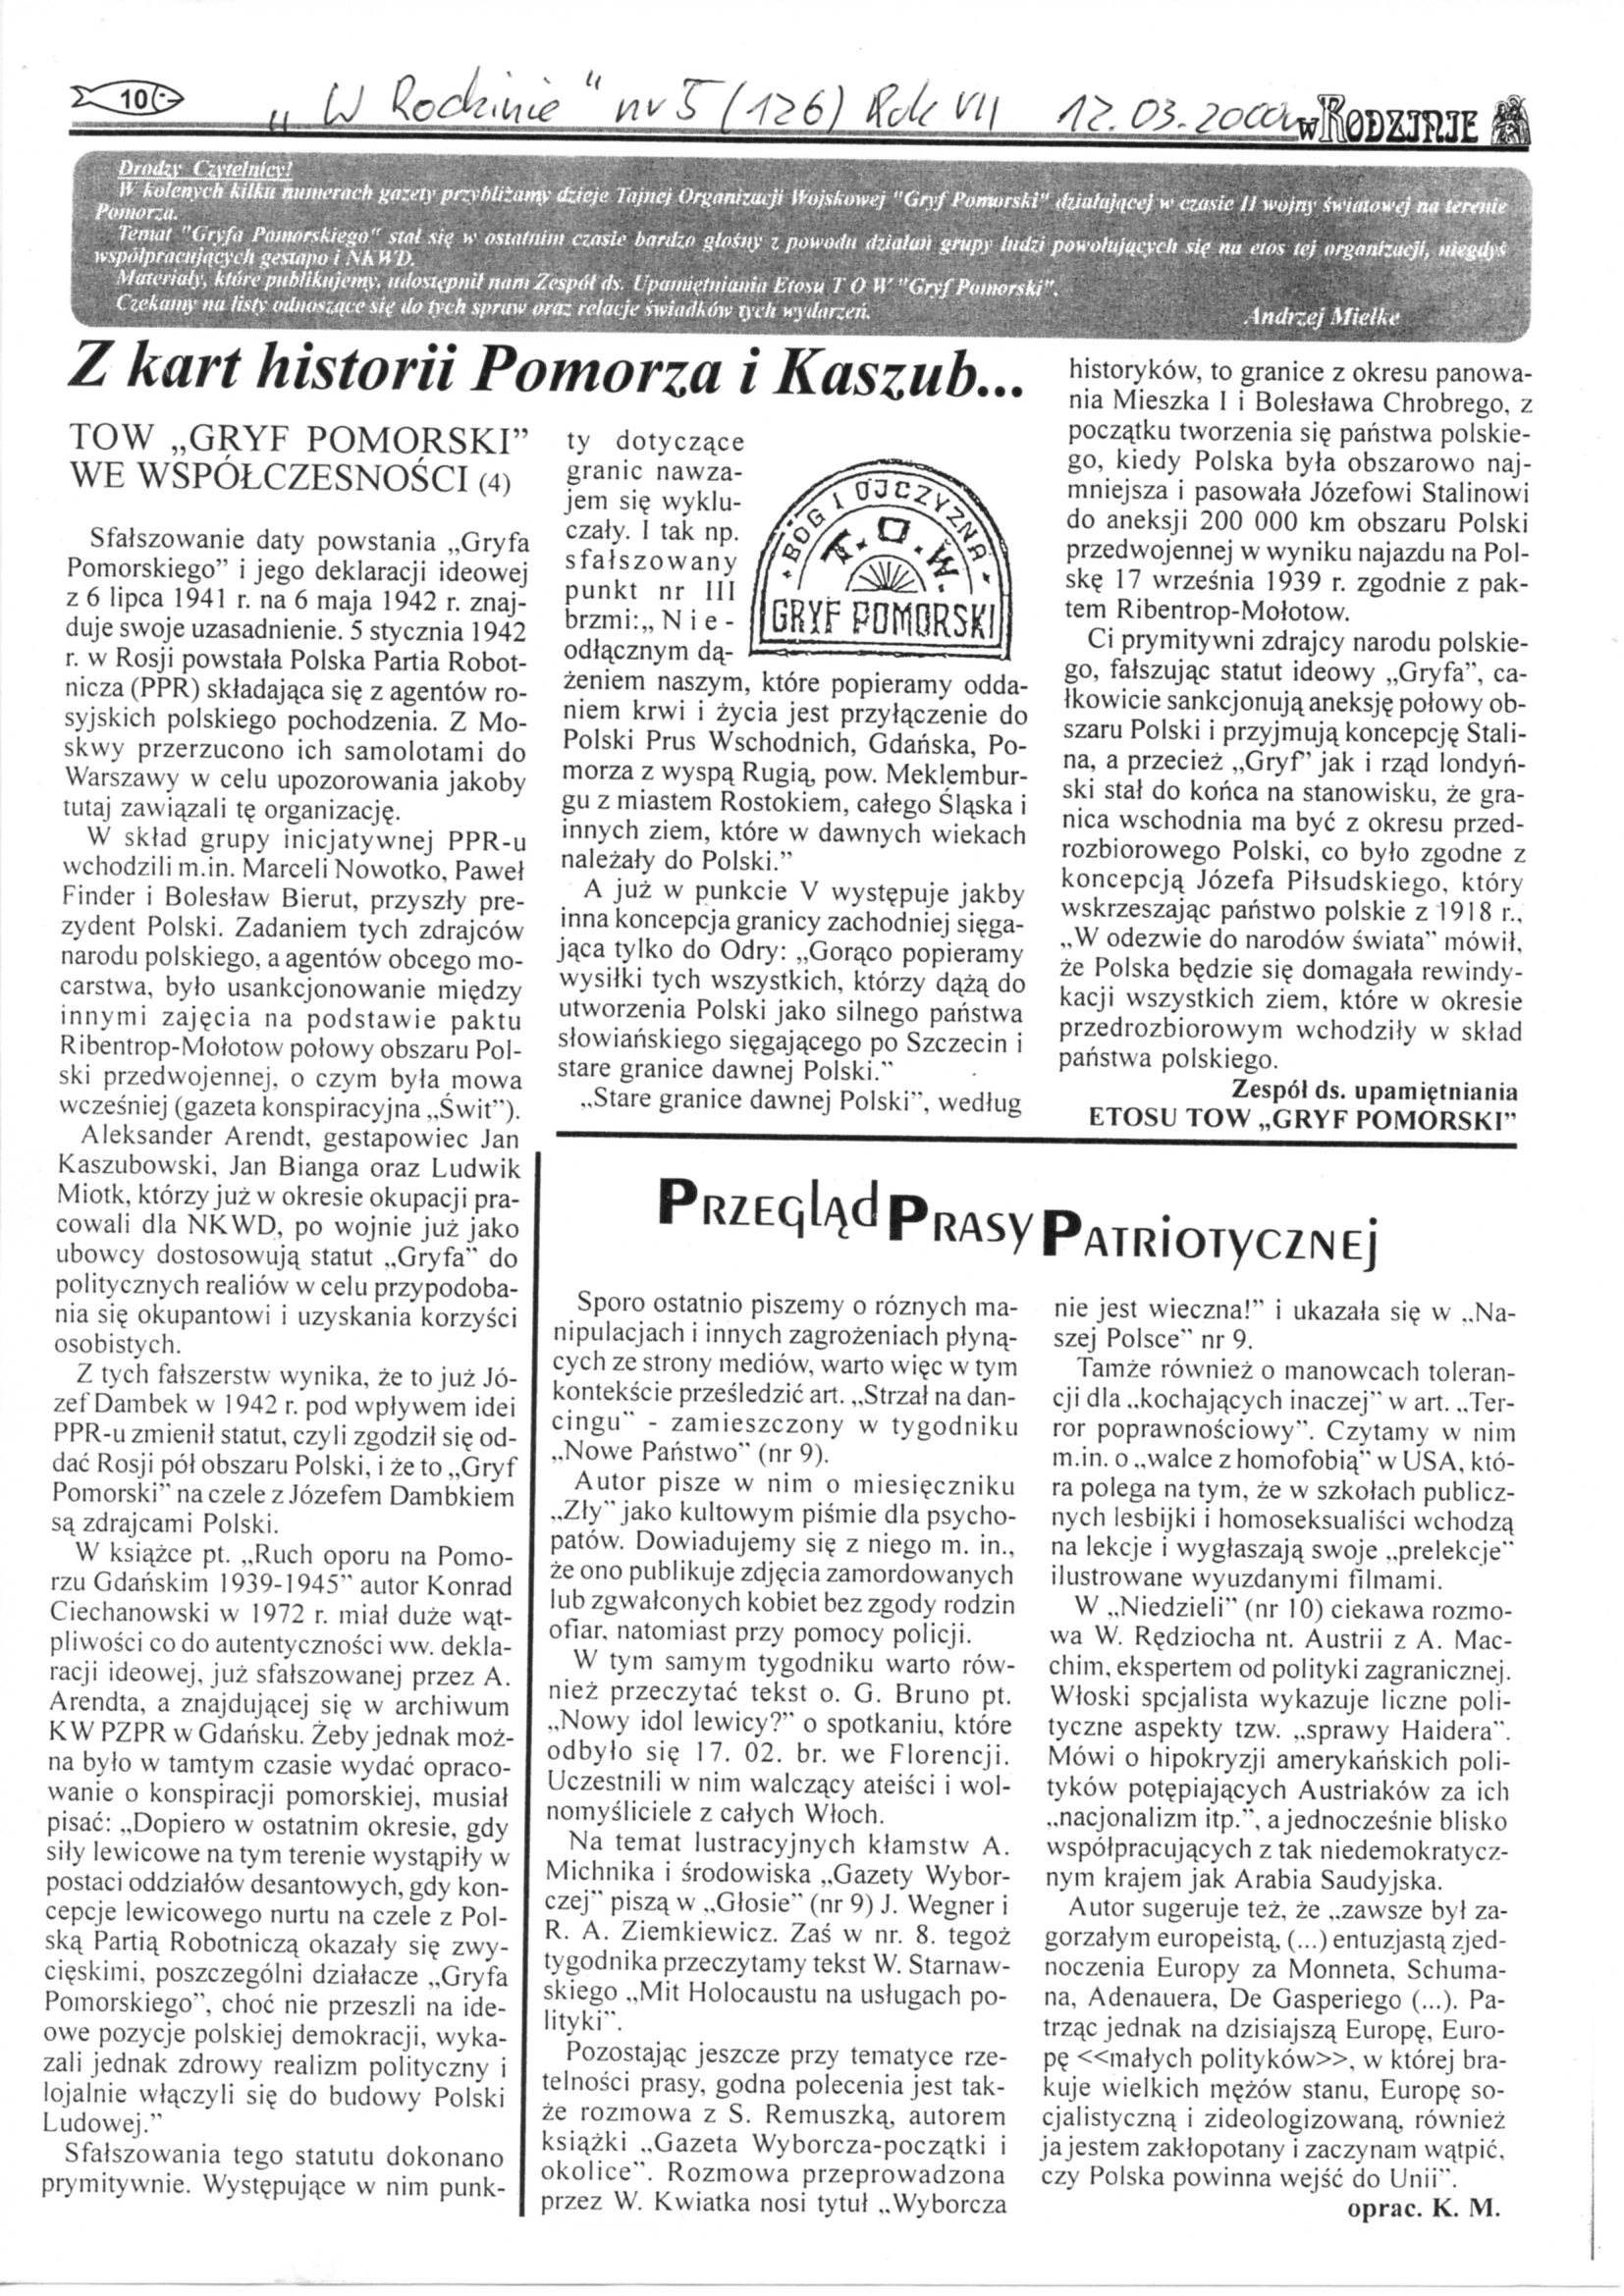 10
„W Rodzinie" nr 5 (126) Rok VII 12.03.2000
w RODZINIE
Drodzy Czytelnicy!
W kolenych kilku numerach gazety przybliżamy dzieje Tajnej Organizacji Wojskowej "Gryf Pomorski" działającej w czasie II wojny światowej na terenie
Pomorza.
Temat "Gryfa Pomorskiego" stał się w ostatnim czasie bardzo głośny z powodu działań grupy ludzi powołujących się na etos tej organizacji, niegdyś
współpracujących gestapo i NKWD.
Materiały, które publikujemy, udostępnił nam Zespół ds. Upamiętniania Etosu T O W "Gryf Pomorski".
Czekamy na listy odnoszące się do tych spraw oraz relacje świadków tych wydarzeń.
Andrzej Mielke
Z kart historii Pomorza i Kaszub...
TOW „GRYF POMORSKI”
WE WSPÓŁCZESNOŚCI (4)
Sfałszowanie daty powstania „Gryfa
Pomorskiego” i jego deklaracji ideowej
z 6 lipca 1941 r. na 6 maja 1942 r. znaj-
duje swoje uzasadnienie. 5 stycznia 1942
r. w Rosji powstała Polska Partia Robot-
nicza (PPR) składająca się z agentów ro-
syjskich polskiego pochodzenia. Z Mo-
skwy przerzucono ich samolotami do
Warszawy w celu upozorowania jakoby
tutaj zawiązali tę organizację.
W skład grupy inicjatywnej PPR-u
wchodzili m.in. Marceli Nowotko, Paweł
Finder i Bolesław Bierut, przyszły pre-
zydent Polski. Zadaniem tych zdrajców
narodu polskiego, a agentów obcego mo-
carstwa, było usankcjonowanie między
innymi zajęcia na podstawie paktu
Ribentrop-Mołotow połowy obszaru Pol-
ski przedwojennej, o czym była mowa
wcześniej (gazeta konspiracyjna „Świt”).
Aleksander Arendt, gestapowiec Jan
Kaszubowski, Jan Bianga oraz Ludwik
Miotk, którzy już w okresie okupacji pra-
cowali dla NKWD, po wojnie już jako
ubowcy dostosowują statut „Gryfa” do
politycznych realiów w celu przypodoba-
nia się okupantowi i uzyskania korzyści
osobistych.
Z tych fałszerstw wynika, że to już Jó-
zef Dambek w 1942 r. pod wpływem idei
PPR-u zmienił statut, czyli zgodził się od-
dać Rosji pół obszaru Polski, i że to „Gryf
Pomorski” na czele z Józefem Dambkiem
są zdrajcami Polski.
W książce pt. „Ruch oporu na Pomo-
rzu Gdańskim 1939-1945” autor Konrad
Ciechanowski w 1972 r. miał duże wąt-
pliwości co do autentyczności ww. dekla-
racji ideowej, już sfałszowanej przez A.
Arendta, a znajdującej się w archiwum
KW PZPR w Gdańsku. Żeby jednak moż-
na było w tamtym czasie wydać opraco-
wanie o konspiracji pomorskiej, musiał
pisać: „Dopiero w ostatnim okresie, gdy
siły lewicowe na tym terenie wystąpiły w
postaci oddziałów desantowych, gdy kon-
cepcje lewicowego nurtu na czele z Pol-
ską Partią Robotniczą okazały się zwy-
cięskimi, poszczególni działacze „Gryfa
Pomorskiego”, choć nie przeszli na ide-
owe pozycje polskiej demokracji, wyka-
zali jednak zdrowy realizm polityczny i
lojalnie włączyli się do budowy Polski
Ludowej.”
Sfałszowania tego statutu dokonano
prymitywnie. Występujące w nim punk-
ty dotyczące
granic nawza-
jem się wyklu-
czały. I tak np.
sfałszowany
punkt nr III
brzmi:„ N i e -
odłącznym dą-
żeniem naszym, które popieramy odda-
niem krwi i życia jest przyłączenie do
Polski Prus Wschodnich, Gdańska, Po-
morza z wyspą Rugią, pow. Meklembur-
gu z miastem Rostokiem, całego Śląska i
innych ziem, które w dawnych wiekach
należały do Polski.”
A już w punkcie V występuje jakby
inna koncepcja granicy zachodniej sięga-
jąca tylko do Odry: „Gorąco popieramy
wysiłki tych wszystkich, którzy dążą do
utworzenia Polski jako silnego państwa
słowiańskiego sięgającego po Szczecin i
stare granice dawnej Polski.”
„Stare granice dawnej Polski”, według
BÓG I OJCZYZNA
T.O.W.
GRYF POMORSKI
historyków, to granice z okresu panowa-
nia Mieszka I i Bolesława Chrobrego, z
początku tworzenia się państwa polskie-
go, kiedy Polska była obszarowo naj-
mniejsza i pasowała Józefowi Stalinowi
do aneksji 200 000 km obszaru Polski
przedwojennej w wyniku najazdu na Pol-
skę 17 września 1939 r. zgodnie z pak-
tem Ribentrop-Mołotow.
Ci prymitywni zdrajcy narodu polskie-
go, fałszując statut ideowy „Gryfa”, ca-
łkowicie sankcjonują aneksję połowy ob-
szaru Polski i przyjmują koncepcję Stali-
na, a przecież „Gryf” jak i rząd londyń-
ski stał do końca na stanowisku, że gra-
nica wschodnia ma być z okresu przed-
rozbiorowego Polski, co było zgodne z
koncepcją Józefa Piłsudskiego, który
wskrzeszając państwo polskie z 1918 r.,
„W odezwie do narodów świata” mówił,
że Polska będzie się domagała rewindy-
kacji wszystkich ziem, które w okresie
przedrozbiorowym wchodziły w skład
państwa polskiego.
Zespół ds. upamiętniania
ETOSU TOW „GRYF POMORSKI”
PRZEGLĄD PRASY PATRIOTYCZNEJ
Sporo ostatnio piszemy o róznych ma-
nipulacjach i innych zagrożeniach płyną-
cych ze strony mediów, warto więc w tym
kontekście prześledzić art. „Strzał na dan-
cingu” - zamieszczony w tygodniku
„Nowe Państwo” (nr 9).
Autor pisze w nim o miesięczniku
„Zły” jako kultowym piśmie dla psycho-
patów. Dowiadujemy się z niego m. in.,
że ono publikuje zdjęcia zamordowanych
lub zgwałconych kobiet bez zgody rodzin
ofiar, natomiast przy pomocy policji.
W tym samym tygodniku warto rów-
nież przeczytać tekst o. G. Bruno pt.
„Nowy idol lewicy?” o spotkaniu, które
odbyło się 17. 02. br. we Florencji.
Uczestnili w nim walczący ateiści i wol-
nomyśliciele z całych Włoch.
Na temat lustracyjnych kłamstw A.
Michnika i środowiska „Gazety Wybor-
czej” piszą w „Głosie” (nr 9) J. Wegner i
R. A. Ziemkiewicz. Zaś w nr. 8. tegoż
tygodnika przeczytamy tekst W. Starnaw-
skiego „Mit Holocaustu na usługach po-
lityki”.
Pozostając jeszcze przy tematyce rze-
telności prasy, godna polecenia jest tak-
że rozmowa z S. Remuszką, autorem
książki „Gazeta Wyborcza-początki i
okolice”. Rozmowa przeprowadzona
przez W. Kwiatka nosi tytuł „Wyborcza
nie jest wieczna!” i ukazała się w „Na-
szej Polsce” nr 9.
Tamże również o manowcach toleran-
cji dla „kochających inaczej” w art. „Ter-
ror poprawnościowy”. Czytamy w nim
m.in. o „walce z homofobią” w USA, któ-
ra polega na tym, że w szkołach publicz-
nych lesbijki i homoseksualiści wchodzą
na lekcje i wygłaszają swoje „prelekcje”
ilustrowane wyuzdanymi filmami.
W „Niedzieli” (nr 10) ciekawa rozmo-
wa W. Rędziocha nt. Austrii z A. Mac-
chim, ekspertem od polityki zagranicznej.
Włoski spcjalista wykazuje liczne poli-
tyczne aspekty tzw. „sprawy Haidera”.
Mówi o hipokryzji amerykańskich poli-
tyków potępiających Austriaków za ich
„nacjonalizm itp.”, a jednocześnie blisko
współpracujących z tak niedemokratycz-
nym krajem jak Arabia Saudyjska.
Autor sugeruje też, że „zawsze był za-
gorzałym europeistą, (...) entuzjastą zjed-
noczenia Europy za Monneta, Schuma-
na, Adenauera, De Gasperiego (...). Pa-
trząc jednak na dzisiajszą Europę, Euro-
pę <<małych polityków>>, w której bra-
kuje wielkich mężów stanu, Europę so-
cjalistyczną i zideologizowaną, również
ja jestem zakłopotany i zaczynam wątpić,
czy Polska powinna wejść do Unii”.
oprac. K. M.